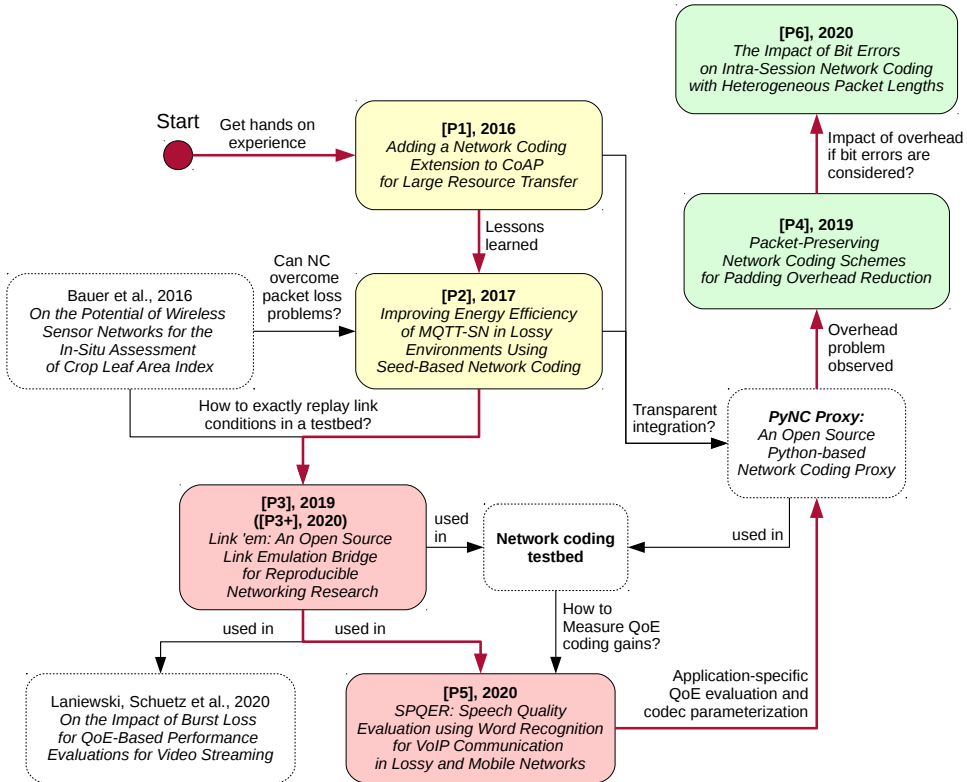 [P6], 2020
The Impact of Bit Errors
on Intra-Session Network Coding
with Heterogeneous Packet Lengths
Start
Get hands on
experience
[P1], 2016
Adding a Network Coding
Extension to CoAP
for Large Resource Transfer
Impact of overhead
if bit errors are
considered?
Lessons
learned
[P4], 2019
Packet-Preserving
Network Coding Schemes
for Padding Overhead Reduction
Bauer et al., 2016
On the Potential of Wireless
Sensor Networks for the
In-Situ Assessment
of Crop Leaf Area Index
Can NC
overcome
packet loss
problems?
[P2], 2017
Improving Energy Efficiency
of MQTT-SN in Lossy
Environments Using
Seed-Based Network Coding
Overhead
problem
observed
How to exactly replay link
conditions in a testbed?
Transparent
integration?
PyNC Proxy:
An Open Source
Python-based
Network Coding Proxy
[P3], 2019
([P3+], 2020)
Link 'em: An Open Source
Link Emulation Bridge
for Reproducible
Networking Research
used
in
Network coding
testbed
used in
How to
Measure QoE
coding gains?
used in
used in
Laniewski, Schuetz et al., 2020
On the Impact of Burst Loss
for QoE-Based Performance
Evaluations for Video Streaming
[P5], 2020
SPQER: Speech Quality
Evaluation using Word Recognition
for VoIP Communication
in Lossy and Mobile Networks
Application-specific
QoE evaluation and
codec parameterization